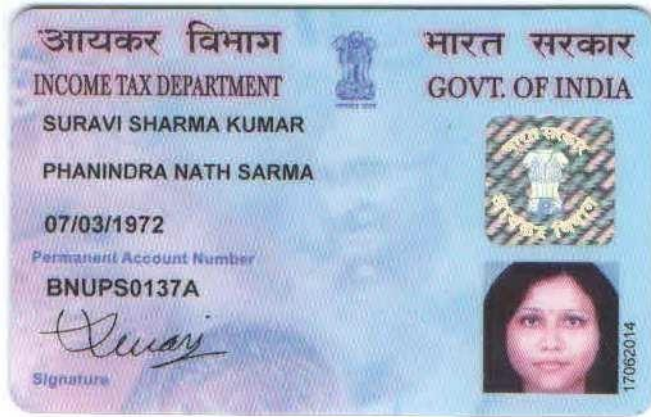 आयकर विभाग भारत सरकार
INCOME TAX DEPARTMENT GOVT. OF INDIA
SURAVI SHARMA KUMAR
PHANINDRA NATH SARMA
07/03/1972
Permanent Account Number
BNUPS0137A
Signature
17062014